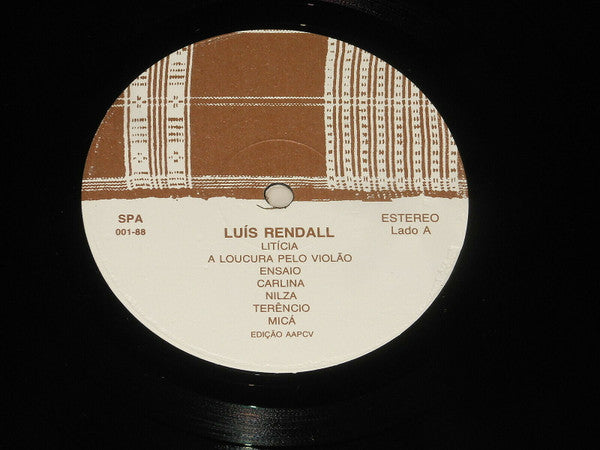 SPA
001-88
ESTEREO
Lado A
LUÍS RENDALL
LITÍCIA
A LOUCURA PELO VIOLÃO
ENSAIO
CARLINA
NILZA
TERÊNCIO
MICÁ
EDIÇÃO AAPCV